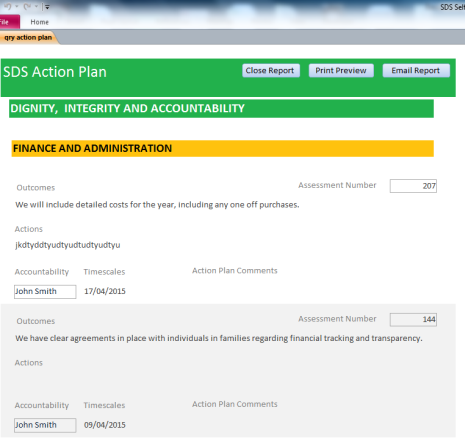 SDS Self
File Home
qry action plan
SDS Action Plan Close Report Print Preview Email Report
DIGNITY, INTEGRITY AND ACCOUNTABILITY
FINANCE AND ADMINISTRATION
Outcomes Assessment Number 207
We will include detailed costs for the year, including any one off purchases.
Actions
jkdtyddtyudtyudtudtyudtyu
Accountability Timescales Action Plan Comments
John Smith 17/04/2015
Outcomes Assessment Number 144
We have clear agreements in place with individuals in families regarding financial tracking and transparency.
Actions
Accountability Timescales Action Plan Comments
John Smith 09/04/2015